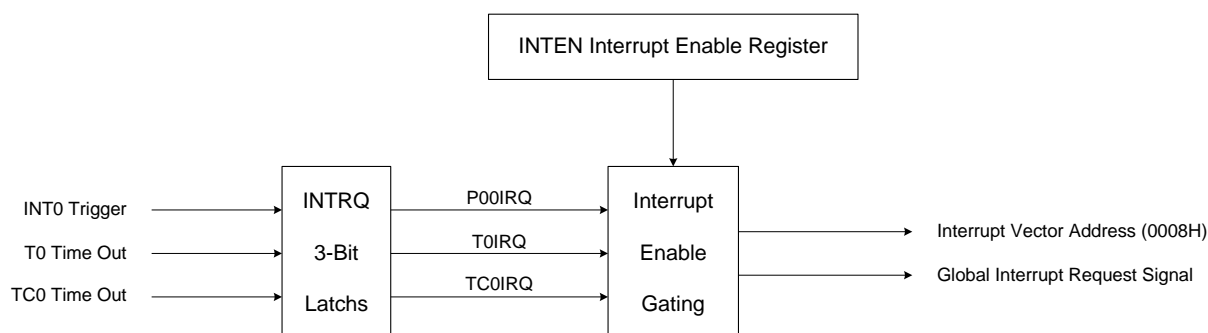 INTEN Interrupt Enable Register
INT0 Trigger
T0 Time Out
TC0 Time Out
INTRQ
3-Bit
Latchs
P00IRQ
T0IRQ
TC0IRQ
Interrupt
Enable
Gating
Interrupt Vector Address (0008H)
Global Interrupt Request Signal